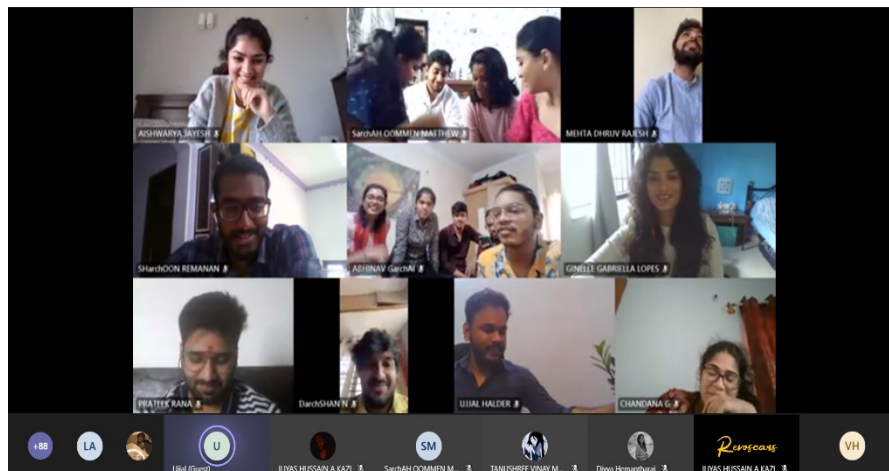 AISHWARYA JAYESH
SarchAH OOMMEN MATTHEW
MEHTA DHRUV RAJESH
SHarchOON REMANAN
ABHINAV GarchAI
GINELLE GABRIELLA LOPES
PRATEEK RANA
DarchSHAN N
UJJAL HALDER
CHANDANA G
+88
LA
U
SM
Revoscars
VH
Ujjal (Guest)
ILIYAS HUSSAIN A KAZI
SarchAH OOMMEN M...
TANUSHREE VINAY M...
Divya Hemantharaj
ILIYAS HUSSAIN A KAZI